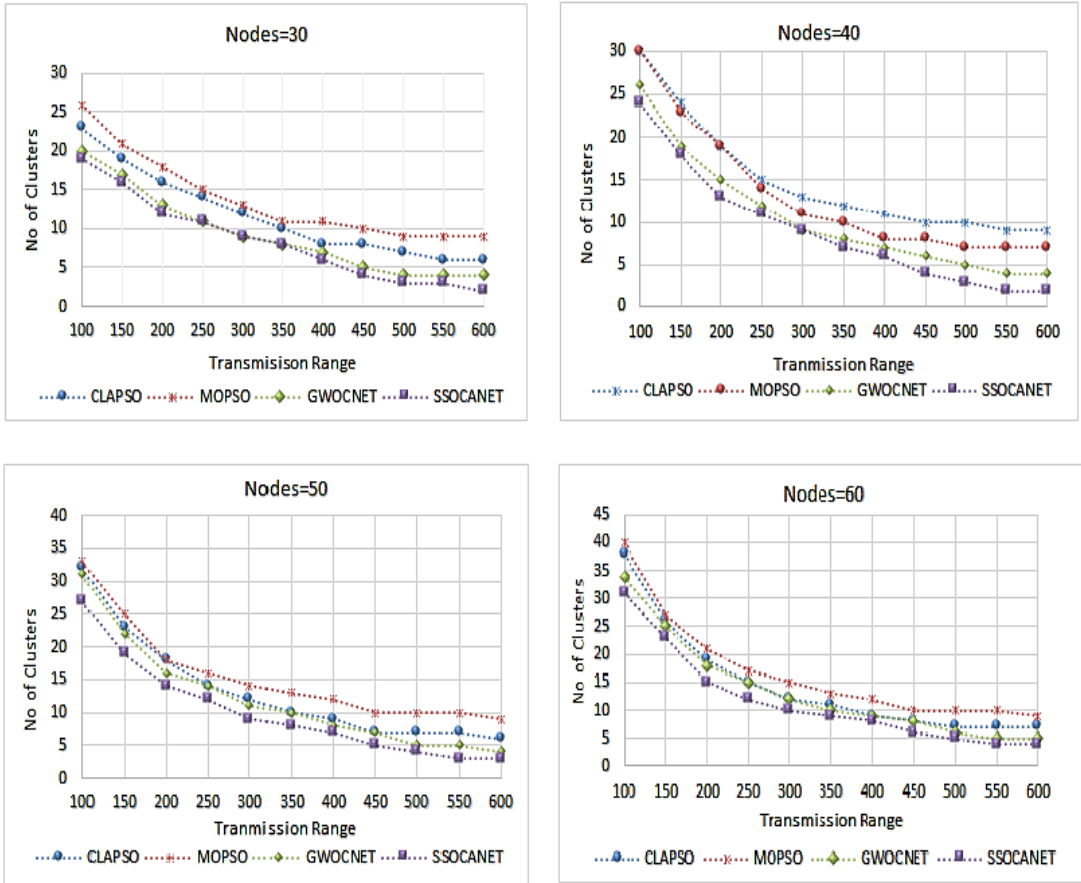 Nodes=30
30
25
20
15
10
5
0
No of Clusters
100 150 200 250 300 350 400 450 500 550 600
Transmisison Range
CLAPSO MOPSO GWOCNET SSOCANET
Nodes=40
30
25
20
15
10
5
0
No of Clusters
100 150 200 250 300 350 400 450 500 550 600
Transmission Range
CLAPSO MOPSO GWOCNET SSOCANET
Nodes=50
40
35
30
25
20
15
10
5
0
No of Clusters
100 150 200 250 300 350 400 450 500 550 600
Tranmission Range
CLAPSO MOPSO GWOCNET SSOCANET
Nodes=60
45
40
35
30
25
20
15
10
5
0
No of Clusters
100 150 200 250 300 350 400 450 500 550 600
Transmission Range
CLAPSO MOPSO GWOCNET SSOCANET